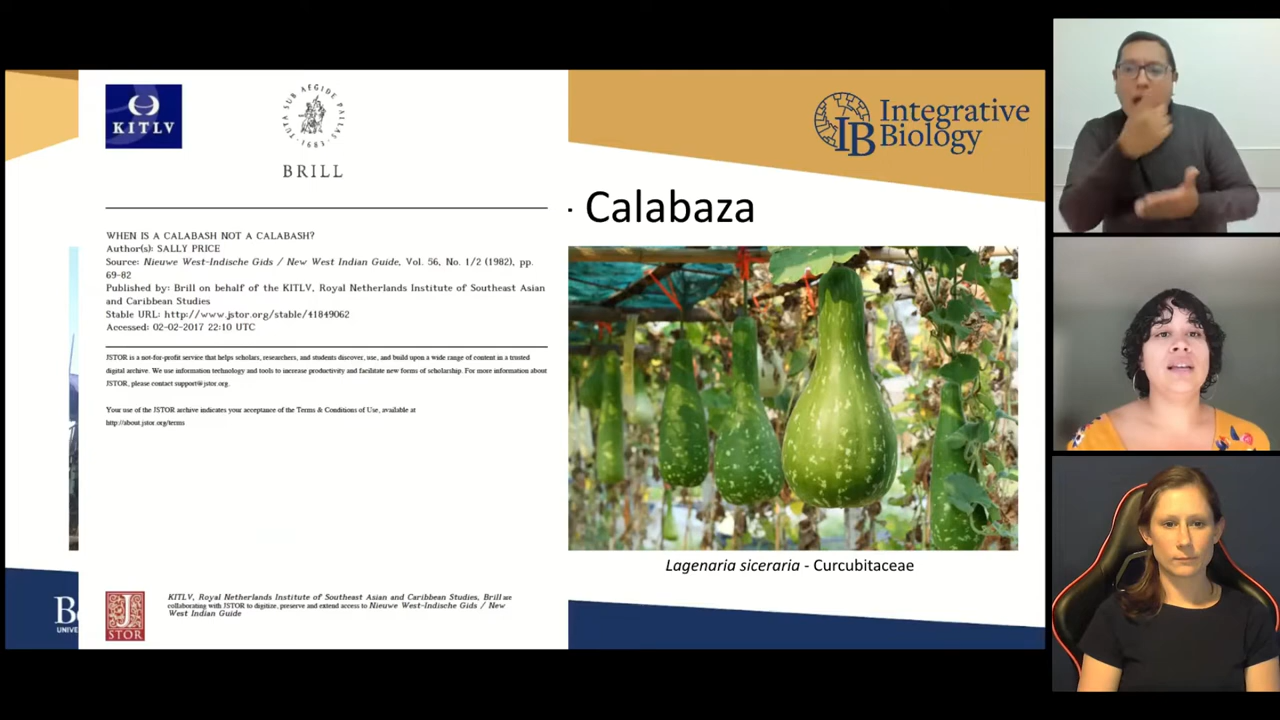 KITLV
TUTA SUB AEGIDE PALLAS
1683
BRILL
WHEN IS A CALABASH NOT A CALABASH?
Author(s): SALLY PRICE
Source: Nieuwe West-Indische Gids / New West Indian Guide, Vol. 56, No. 1/2 (1982), pp.
69-82
Published by: Brill on behalf of the KITLV, Royal Netherlands Institute of Southeast Asian
and Caribbean Studies
Stable URL: http://www.jstor.org/stable/41849062
Accessed: 02-02-2017 22:10 UTC
JSTOR is a not-for-profit service that helps scholars, researchers, and students discover, use, and build upon a wide range of content in a trusted
digital archive. We use information technology and tools to increase productivity and facilitate new forms of scholarship. For more information about
JSTOR, please contact support@jstor.org.
Your use of the JSTOR archive indicates your acceptance of the Terms & Conditions of Use, available at
http://about.jstor.org/terms
JSTOR
KITLV, Royal Netherlands Institute of Southeast Asian and Caribbean Studies, Brill are
collaborating with JSTOR to digitize, preserve and extend access to Nieuwe West-Indische Gids / New
West Indian Guide
IB Integrative
Biology
- Calabaza
Lagenaria siceraria - Curcubitaceae